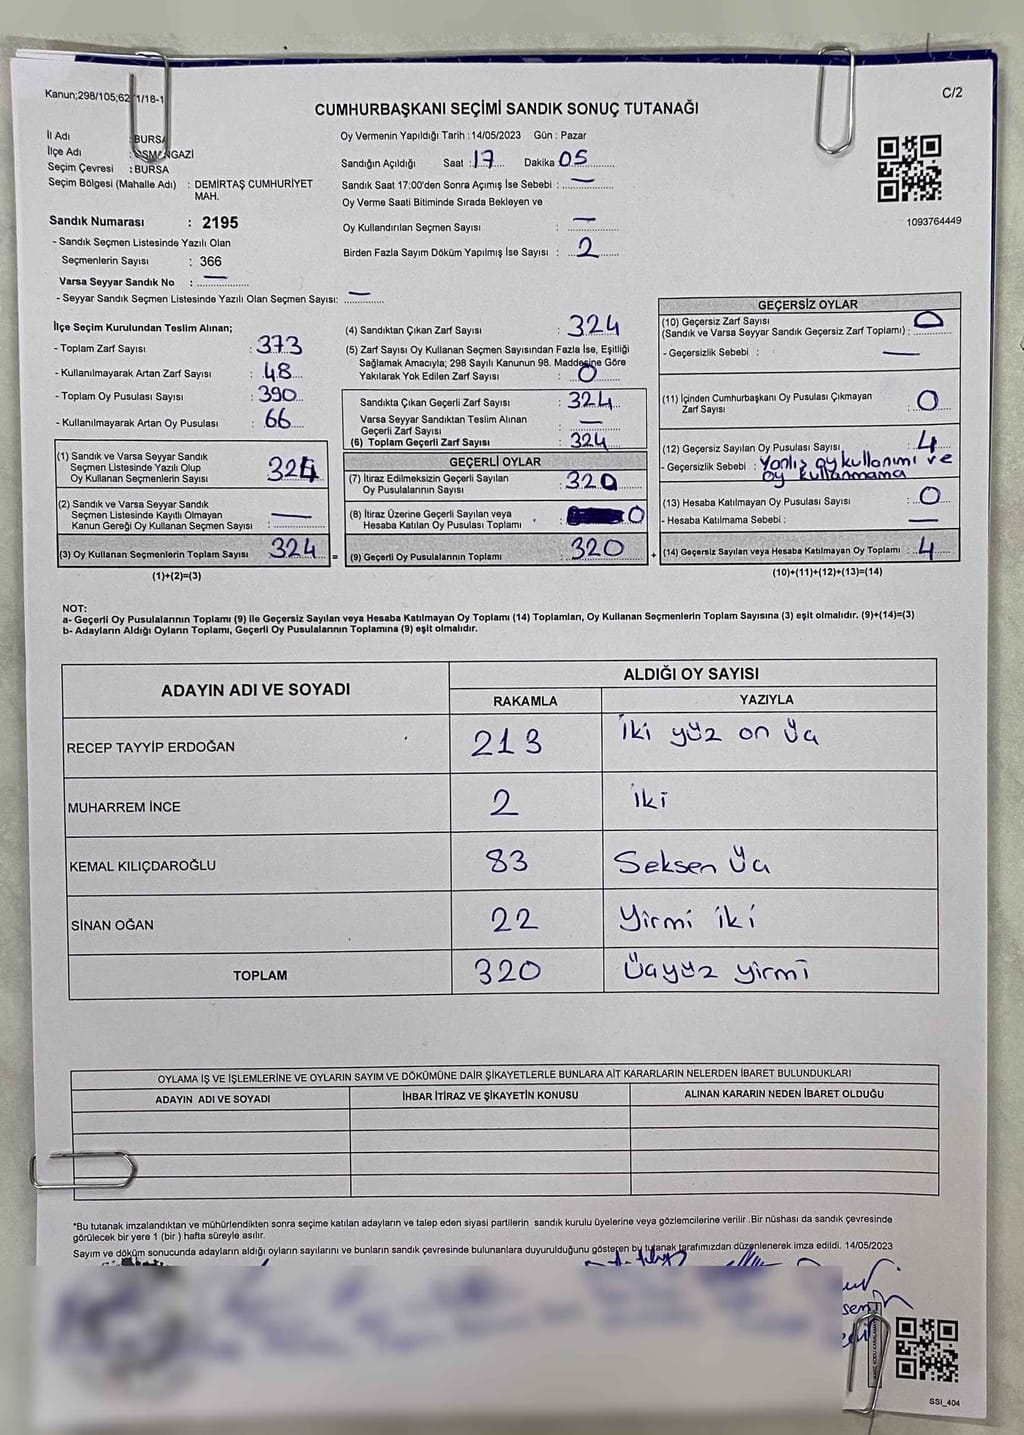 Kanun;298/105;62 1/18-1
C/2
CUMHURBAŞKANI SEÇİMİ SANDIK SONUÇ TUTANAĞI
İl Adı : BURSA
İlçe Adı : OSMANGAZİ
Seçim Çevresi : BURSA
Seçim Bölgesi (Mahalle Adı) : DEMİRTAŞ CUMHURİYET
MAH.
Sandık Numarası : 2195
- Sandık Seçmen Listesinde Yazılı Olan
Seçmenlerin Sayısı : 366
Varsa Seyyar Sandık No : —
- Seyyar Sandık Seçmen Listesinde Yazılı Olan Seçmen Sayısı: —
Oy Vermenin Yapıldığı Tarih :14/05/2023 Gün : Pazar
Sandığın Açıldığı Saat : 17 Dakika 05
Sandık Saat 17:00'den Sonra Açımış İse Sebebi : —
Oy Verme Saati Bitiminde Sırada Bekleyen ve
Oy Kullandırılan Seçmen Sayısı : —
Birden Fazla Sayım Döküm Yapılmış İse Sayısı : 2
1093764449
İlçe Seçim Kurulundan Teslim Alınan;
- Toplam Zarf Sayısı : 373
- Kullanılmayarak Artan Zarf Sayısı : 48
- Toplam Oy Pusulası Sayısı : 390
- Kullanılmayarak Artan Oy Pusulası : 66
(1) Sandık ve Varsa Seyyar Sandık
Seçmen Listesinde Yazılı Olup
Oy Kullanan Seçmenlerin Sayısı : 324
(2) Sandık ve Varsa Seyyar Sandık
Seçmen Listesinde Kayıtlı Olmayan
Kanun Gereği Oy Kullanan Seçmen Sayısı : —
(3) Oy Kullanan Seçmenlerin Toplam Sayısı : 324 =
(1)+(2)=(3)
(4) Sandıktan Çıkan Zarf Sayısı : 324
(5) Zarf Sayısı Oy Kullanan Seçmen Sayısından Fazla İse, Eşitliği
Sağlamak Amacıyla; 298 Sayılı Kanunun 98. Maddesine Göre
Yakılarak Yok Edilen Zarf Sayısı : 0
Sandıkta Çıkan Geçerli Zarf Sayısı : 324
Varsa Seyyar Sandıktan Teslim Alınan
Geçerli Zarf Sayısı : —
(6) Toplam Geçerli Zarf Sayısı : 324
GEÇERLİ OYLAR
(7) İtiraz Edilmeksizin Geçerli Sayılan
Oy Pusulalarının Sayısı : 320
(8) İtiraz Üzerine Geçerli Sayılan veya
Hesaba Katılan Oy Pusulası Toplamı : 0
(9) Geçerli Oy Pusulalarının Toplamı : 320 +
GEÇERSİZ OYLAR
(10) Geçersiz Zarf Sayısı
(Sandık ve Varsa Seyyar Sandık Geçersiz Zarf Toplamı) : 0
- Geçersizlik Sebebi : —
(11) İçinden Cumhurbaşkanı Oy Pusulası Çıkmayan
Zarf Sayısı : 0
(12) Geçersiz Sayılan Oy Pusulası Sayısı : 4
- Geçersizlik Sebebi : Yanlış oy kullanımı ve
oy kullanmama
(13) Hesaba Katılmayan Oy Pusulası Sayısı : 0
- Hesaba Katılmama Sebebi : —
(14) Geçersiz Sayılan veya Hesaba Katılmayan Oy Toplamı : 4
(10)+(11)+(12)+(13)=(14)
NOT:
a- Geçerli Oy Pusulalarının Toplamı (9) ile Geçersiz Sayılan veya Hesaba Katılmayan Oy Toplamı (14) Toplamları, Oy Kullanan Seçmenlerin Toplam Sayısına (3) eşit olmalıdır. (9)+(14)=(3)
b- Adayların Aldığı Oyların Toplamı, Geçerli Oy Pusulalarının Toplamına (9) eşit olmalıdır.
ADAYIN ADI VE SOYADI ALDIĞI OY SAYISI
RAKAMLA YAZIYLA
RECEP TAYYİP ERDOĞAN 213 İki yüz on üç
MUHARREM İNCE 2 iki
KEMAL KILIÇDAROĞLU 83 Seksen üç
SİNAN OĞAN 22 Yirmi iki
TOPLAM 320 Üçyüz yirmi
OYLAMA İŞ VE İŞLEMLERİNE VE OYLARIN SAYIM VE DÖKÜMÜNE DAİR ŞİKAYETLERLE BUNLARA AİT KARARLARIN NELERDEN İBARET BULUNDUKLARI
ADAYIN ADI VE SOYADI İHBAR İTİRAZ VE ŞİKAYETİN KONUSU ALINAN KARARIN NEDEN İBARET OLDUĞU
*Bu tutanak imzalandıktan ve mühürlendikten sonra seçime katılan adayların ve talep eden siyasi partilerin sandık kurulu üyelerine veya gözlemcilerine verilir .Bir nüshası da sandık çevresinde
görülecek bir yere 1 (bir ) hafta süreyle asılır.
Sayım ve döküm sonucunda adayların aldığı oyların sayılarını ve bunların sandık çevresinde bulunanlara duyurulduğunu gösteren bu tutanak tarafımızdan düzenlenerek imza edildi. 14/05/2023
SSI_404